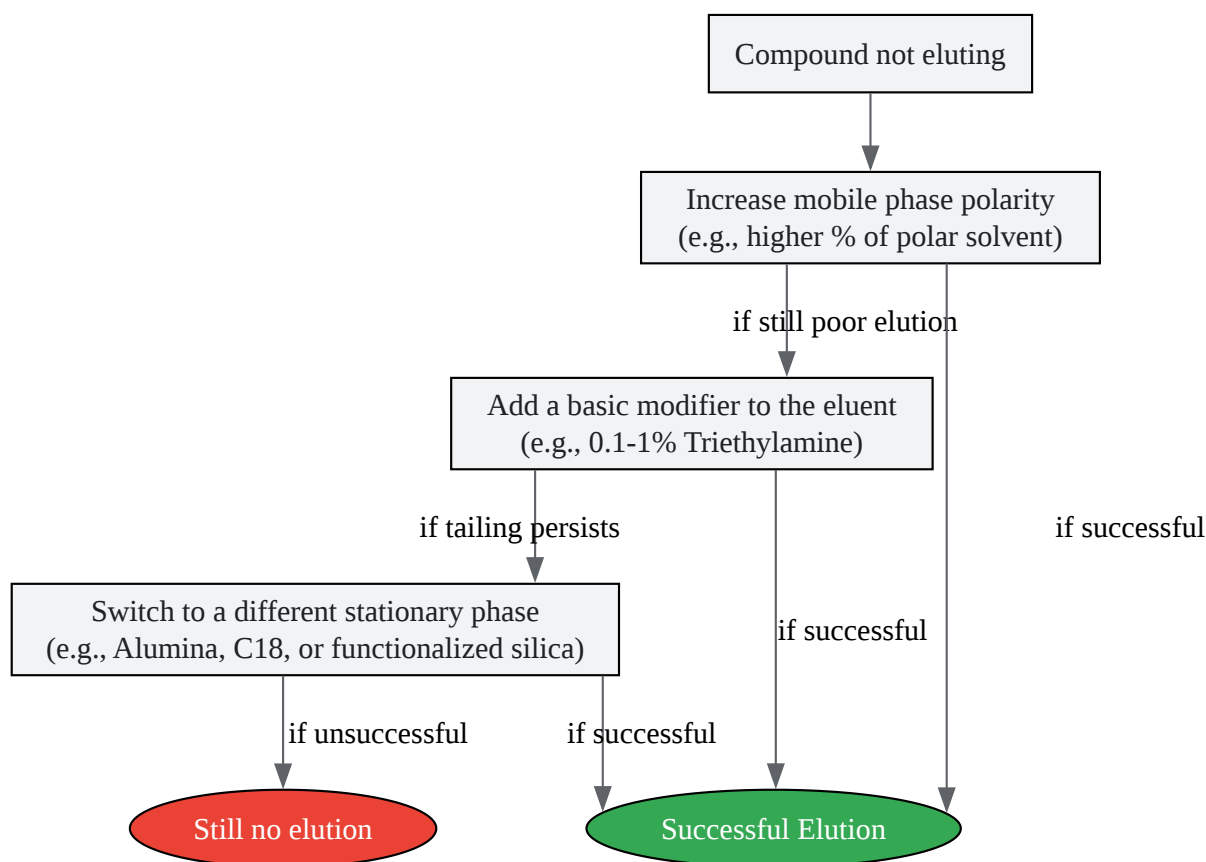 Compound not eluting
Increase mobile phase polarity
(e.g., higher % of polar solvent)
if still poor elution
Add a basic modifier to the eluent
(e.g., 0.1-1% Triethylamine)
if tailing persists
if successful
Switch to a different stationary phase
(e.g., Alumina, C18, or functionalized silica)
if successful
if unsuccessful
if successful
Still no elution
Successful Elution